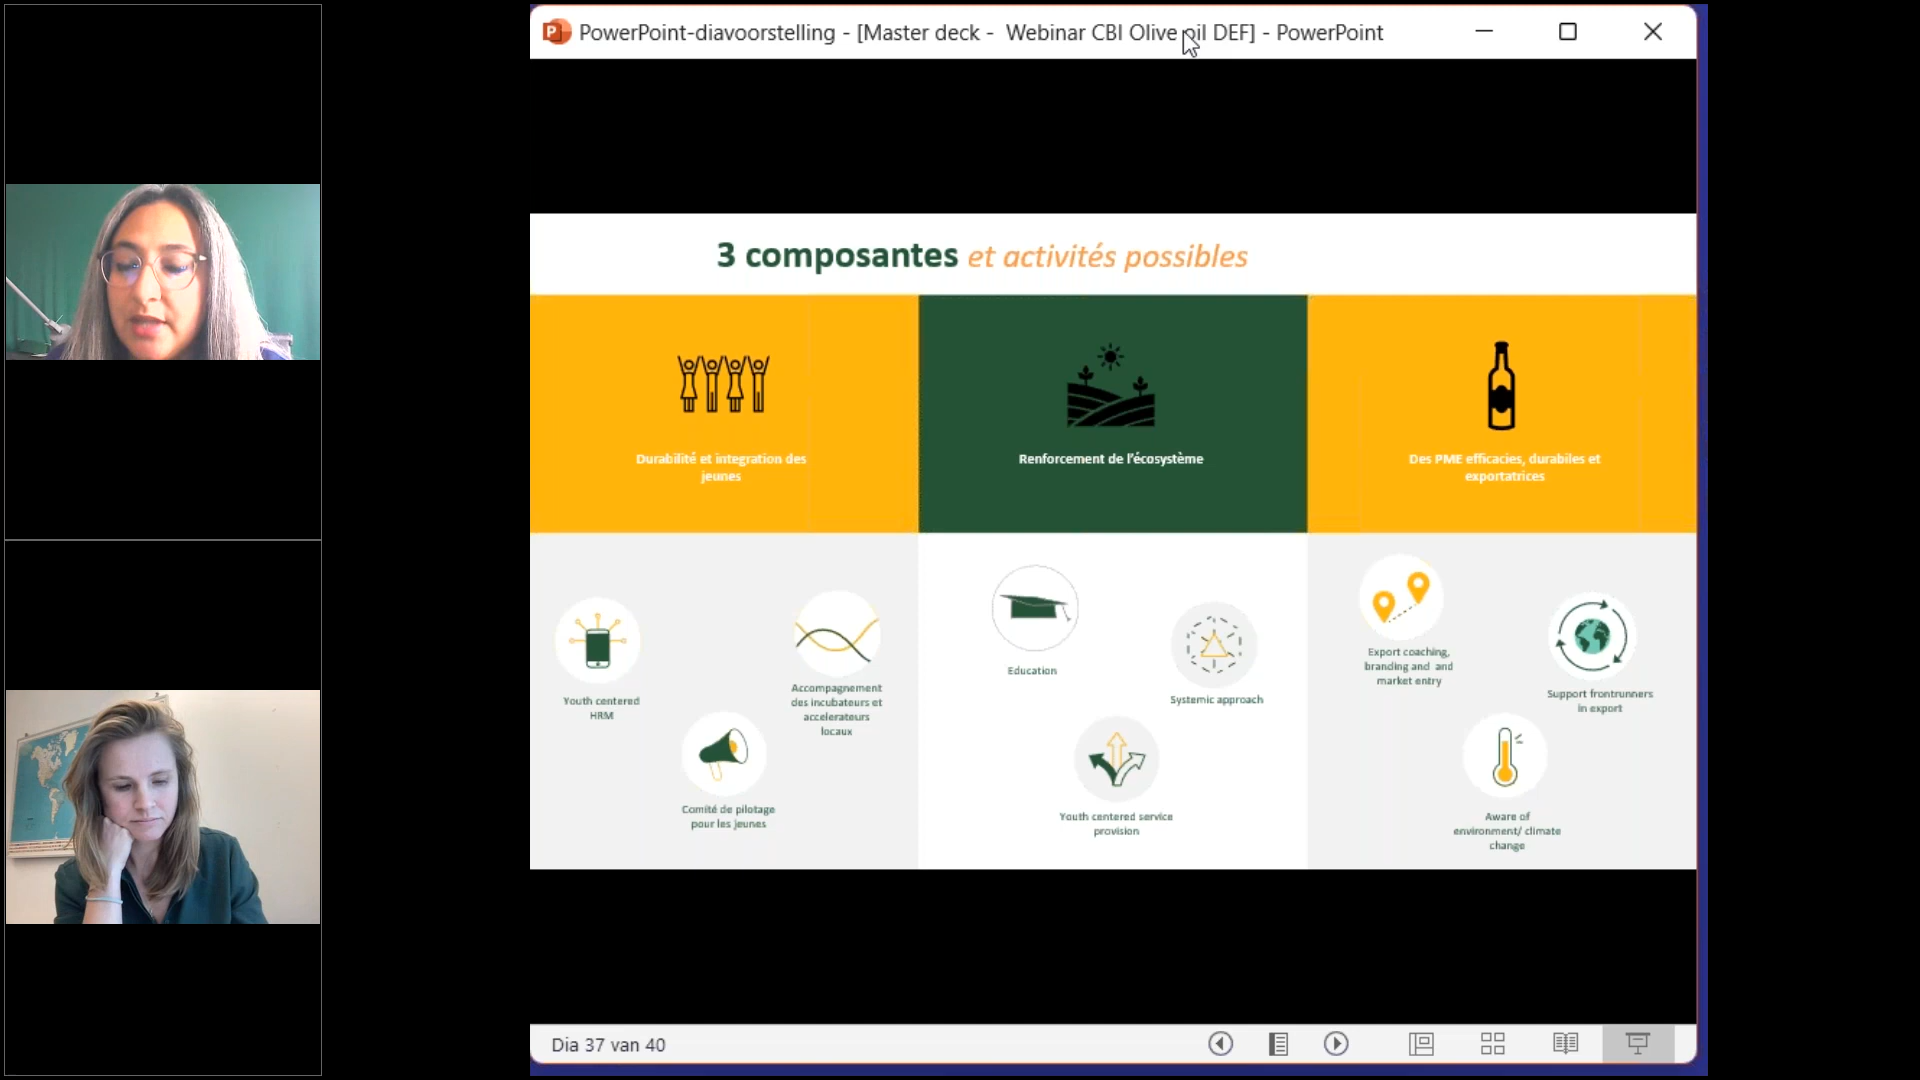 PowerPoint-diavoorstelling - [Master deck -  Webinar CBI Olive oil DEF] - PowerPoint
3 composantes et activités possibles
Durabilité et integration des
jeunes
Renforcement de l'écosystème
Des PME efficacies, durabiles et
exportatrices
Youth centered
HRM
Accompagnement
des incubateurs et
accelerateurs
locaux
Comité de pilotage
pour les jeunes
Education
Systemic approach
Youth centered service
provision
Export coaching,
branding and  and
market entry
Support frontrunners
in export
Aware of
environment/ climate
change
Dia 37 van 40